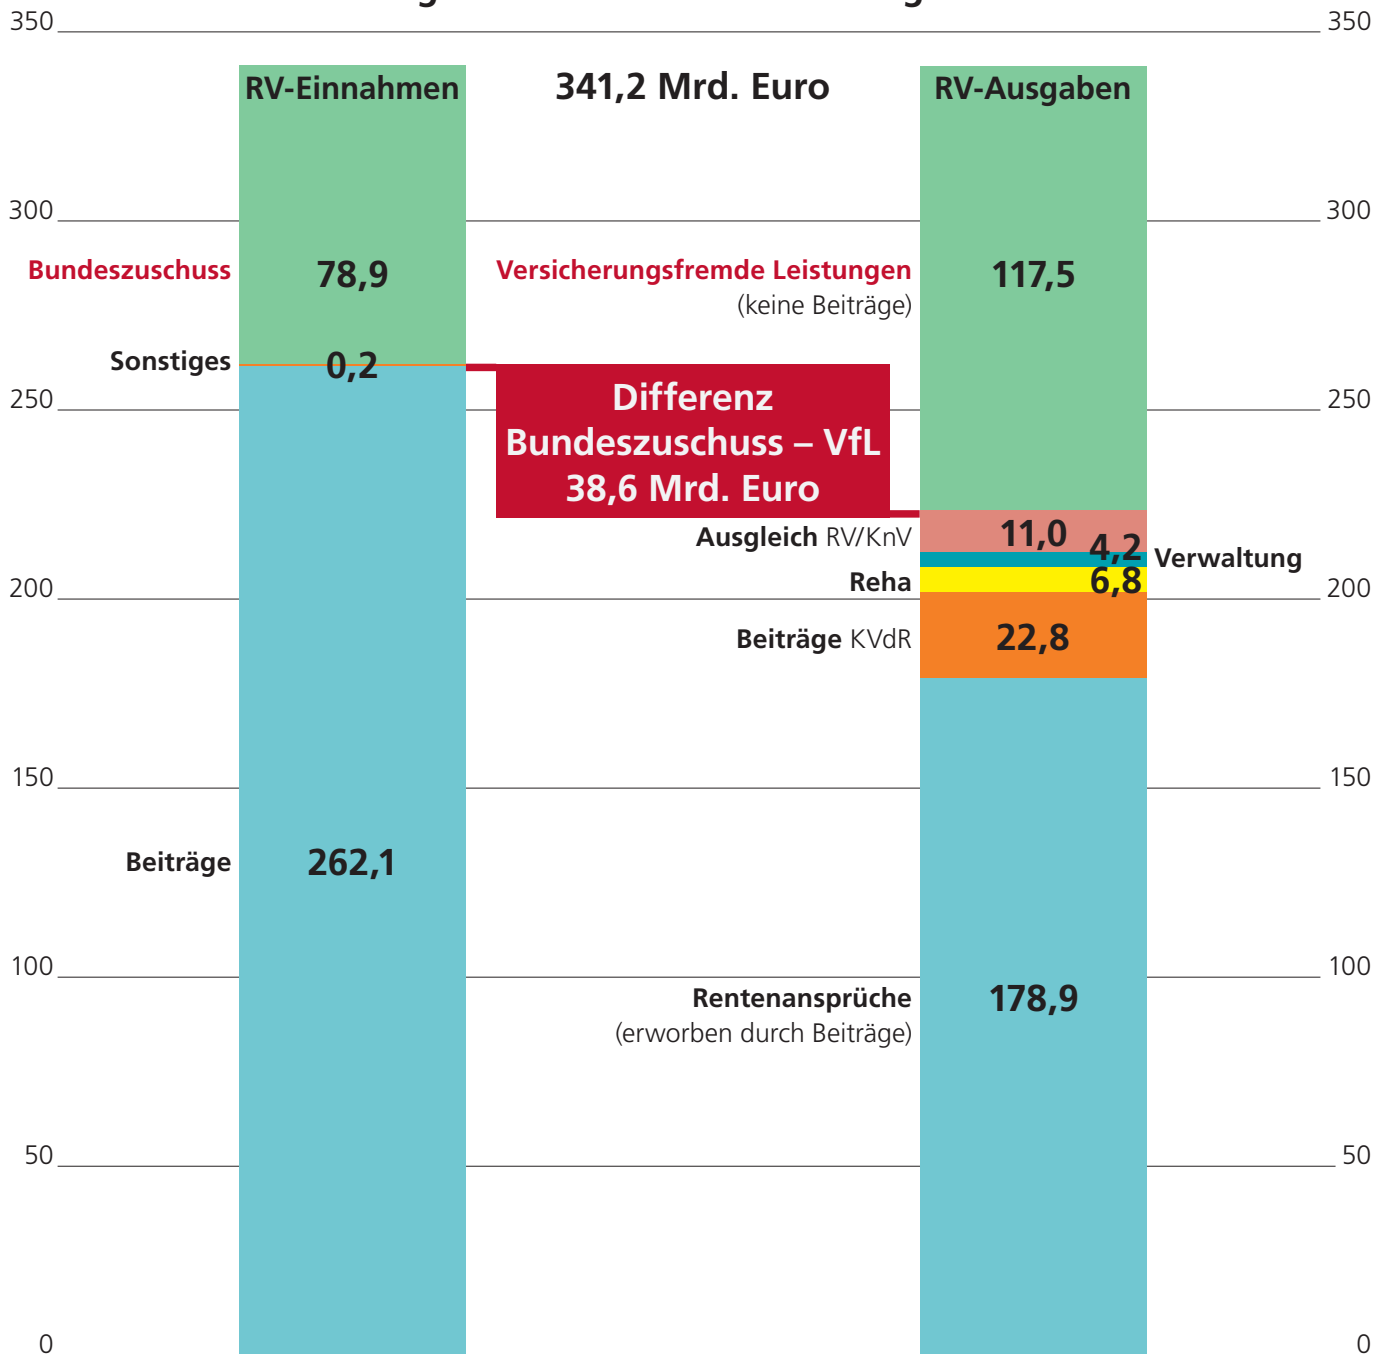 350
350
RV-Einnahmen
341,2 Mrd. Euro
RV-Ausgaben
300
300
Bundeszuschuss
78,9
Versicherungsfremde Leistungen
(keine Beiträge)
117,5
Sonstiges
0,2
250
250
Differenz
Bundeszuschuss – VfL
38,6 Mrd. Euro
Ausgleich RV/KnV
11,0
4,2
Verwaltung
Reha
6,8
200
200
Beiträge KVdR
22,8
150
150
Beiträge
262,1
100
100
Rentenansprüche
(erworben durch Beiträge)
178,9
50
50
0
0